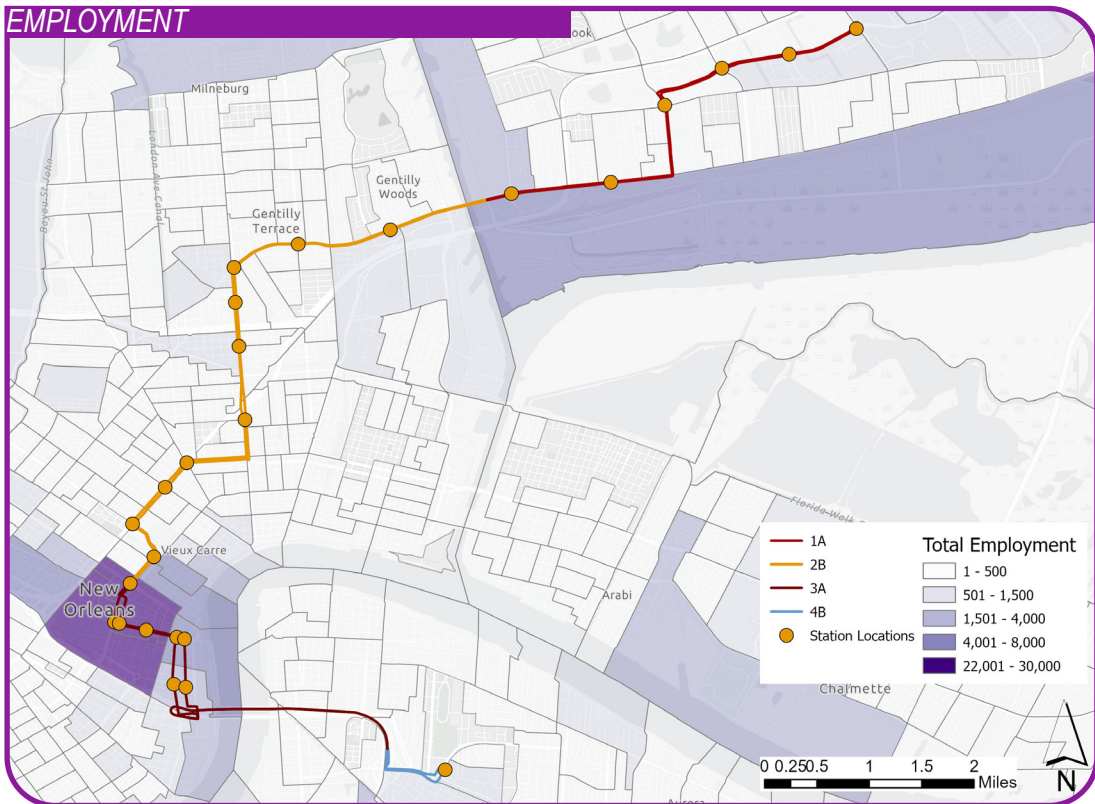 EMPLOYMENT
ook
Milneburg
London Ave Canal
Bayou St John
Gentilly
Woods
Gentilly
Terrace
Vieux Carre
New
Orleans
Florida Walk
Arabi
Chalmette
1A
2B
3A
4B
Station Locations
Total Employment
1 - 500
501 - 1,500
1,501 - 4,000
4,001 - 8,000
22,001 - 30,000
0 0.25 0.5 1 1.5 2
Miles
N